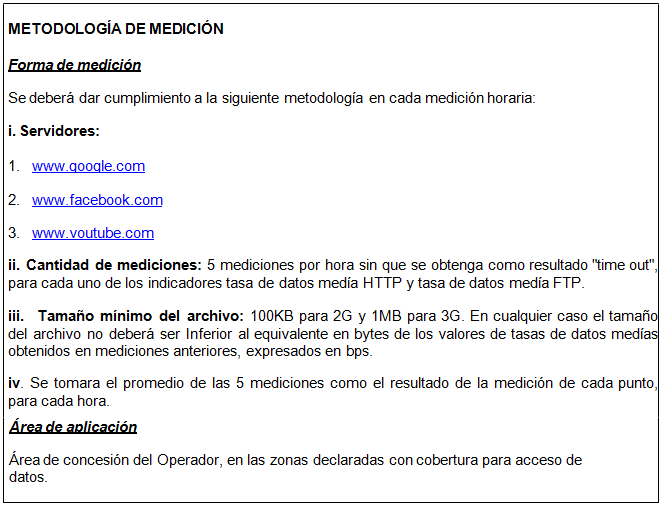 METODOLOGÍA DE MEDICIÓN
Forma de medición
Se deberá dar cumplimiento a la siguiente metodología en cada medición horaria:
i. Servidores:
1. www.google.com
2. www.facebook.com
3. www.youtube.com
ii. Cantidad de mediciones: 5 mediciones por hora sin que se obtenga como resultado "time out",
para cada uno de los indicadores tasa de datos medía HTTP y tasa de datos medía FTP.
iii. Tamaño mínimo del archivo: 100KB para 2G y 1MB para 3G. En cualquier caso el tamaño
del archivo no deberá ser Inferior al equivalente en bytes de los valores de tasas de datos medías
obtenidos en mediciones anteriores, expresados en bps.
iv. Se tomara el promedio de las 5 mediciones como el resultado de la medición de cada punto,
para cada hora.
Área de aplicación
Área de concesión del Operador, en las zonas declaradas con cobertura para acceso de
datos.